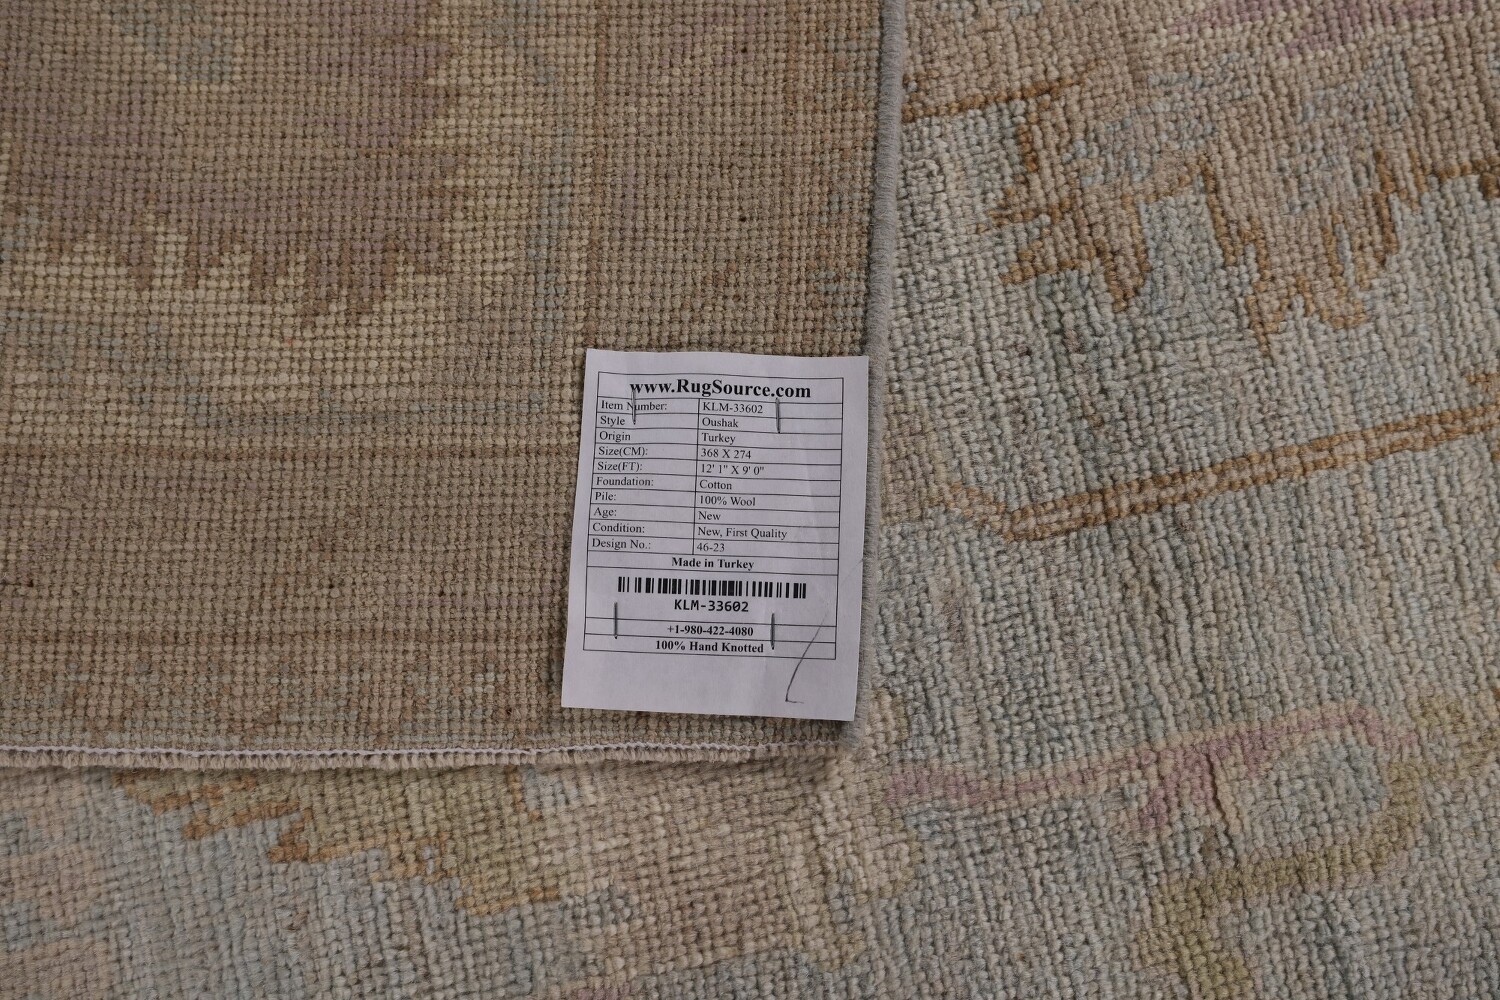 www.RugSource.com
Item Number: KLM-33602
Style Oushak
Origin Turkey
Size(CM): 368 X 274
Size(FT): 12' 1" X 9' 0"
Foundation: Cotton
Pile: 100% Wool
Age: New
Condition: New, First Quality
Design No.: 46-23
Made in Turkey
KLM-33602
+1-980-422-4080
100% Hand Knotted